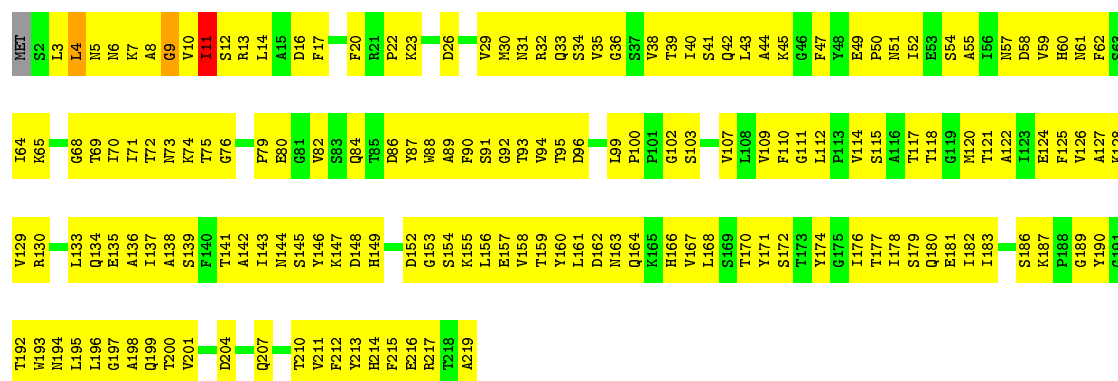 MET S2 L3 L4 N5 N6 K7 A8 G9 V10 I11 S12 R13 L14 A15 D16 F17 F20 R21 P22 K23 D26 V29 M30 N31 R32 Q33 S34 V35 G36 S37 V38 T39 I40 S41 Q42 L43 A44 K45 G46 F47 Y48 E49 P50 N51 I52 E53 S54 A55 I56 N57 D58 V59 H60 N61 F62 S63
I64 K65 G68 T69 I70 I71 T72 N73 K74 T75 G76 P79 E80 G81 V82 S83 Q84 T85 D86 Y87 W88 A89 F90 S91 G92 T93 V94 T95 D96 L99 P100 P101 G102 S103 V107 L108 V109 F110 G111 L112 P113 V114 S115 A116 T117 T118 G119 M120 T121 A122 I123 E124 F125 V126 A127 K128
V129 R130 L133 Q134 E135 A136 I137 A138 S139 F140 T141 A142 I143 N144 S145 Y146 K147 D148 H149 D152 G153 S154 K155 L156 E157 V158 T159 Y160 L161 D162 N163 Q164 K165 H166 V167 L168 S169 T170 Y171 S172 T173 Y174 G175 I176 T177 I178 S179 Q180 E181 I182 I183 S186 K187 P188 G189 Y190 G191
T192 W193 N194 L195 L196 G197 A198 Q199 T200 V201 D204 Q207 T210 V211 F212 Y213 H214 F215 E216 R217 T218 A219